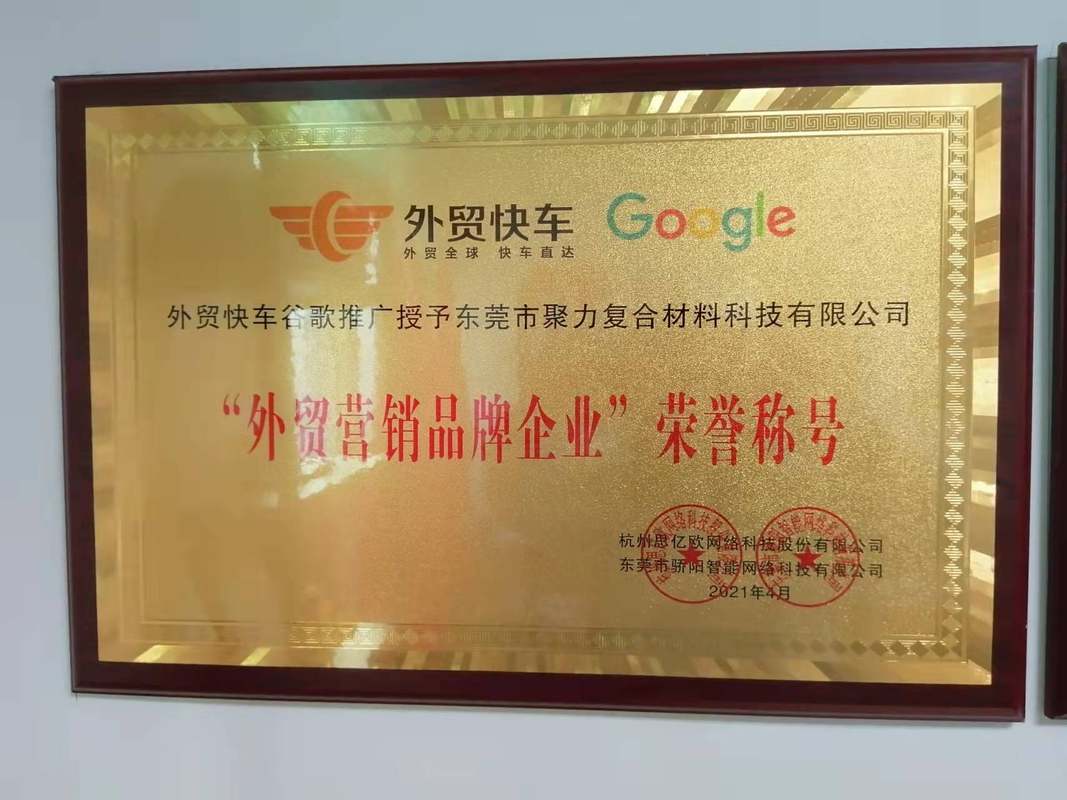 外贸快车 Google
外贸全球 快车直达
外贸快车谷歌推广授予东莞市聚力复合材料科技有限公司
“外贸营销品牌企业”荣誉称号
杭州思亿欧网络科技股份有限公司
东莞市骄阳智能网络科技有限公司
2021年4月